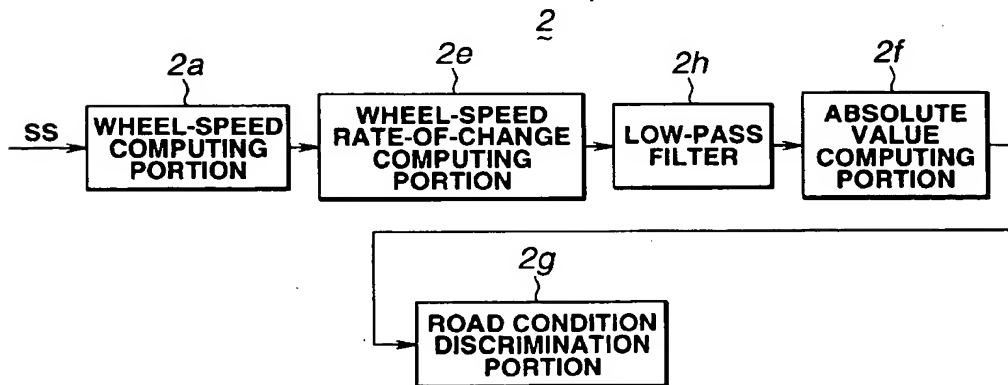 2
2a
2e
2h
2f
SS
WHEEL-SPEED
COMPUTING
PORTION
WHEEL-SPEED
RATE-OF-CHANGE
COMPUTING
PORTION
LOW-PASS
FILTER
ABSOLUTE
VALUE
COMPUTING
PORTION
2g
ROAD CONDITION
DISCRIMINATION
PORTION